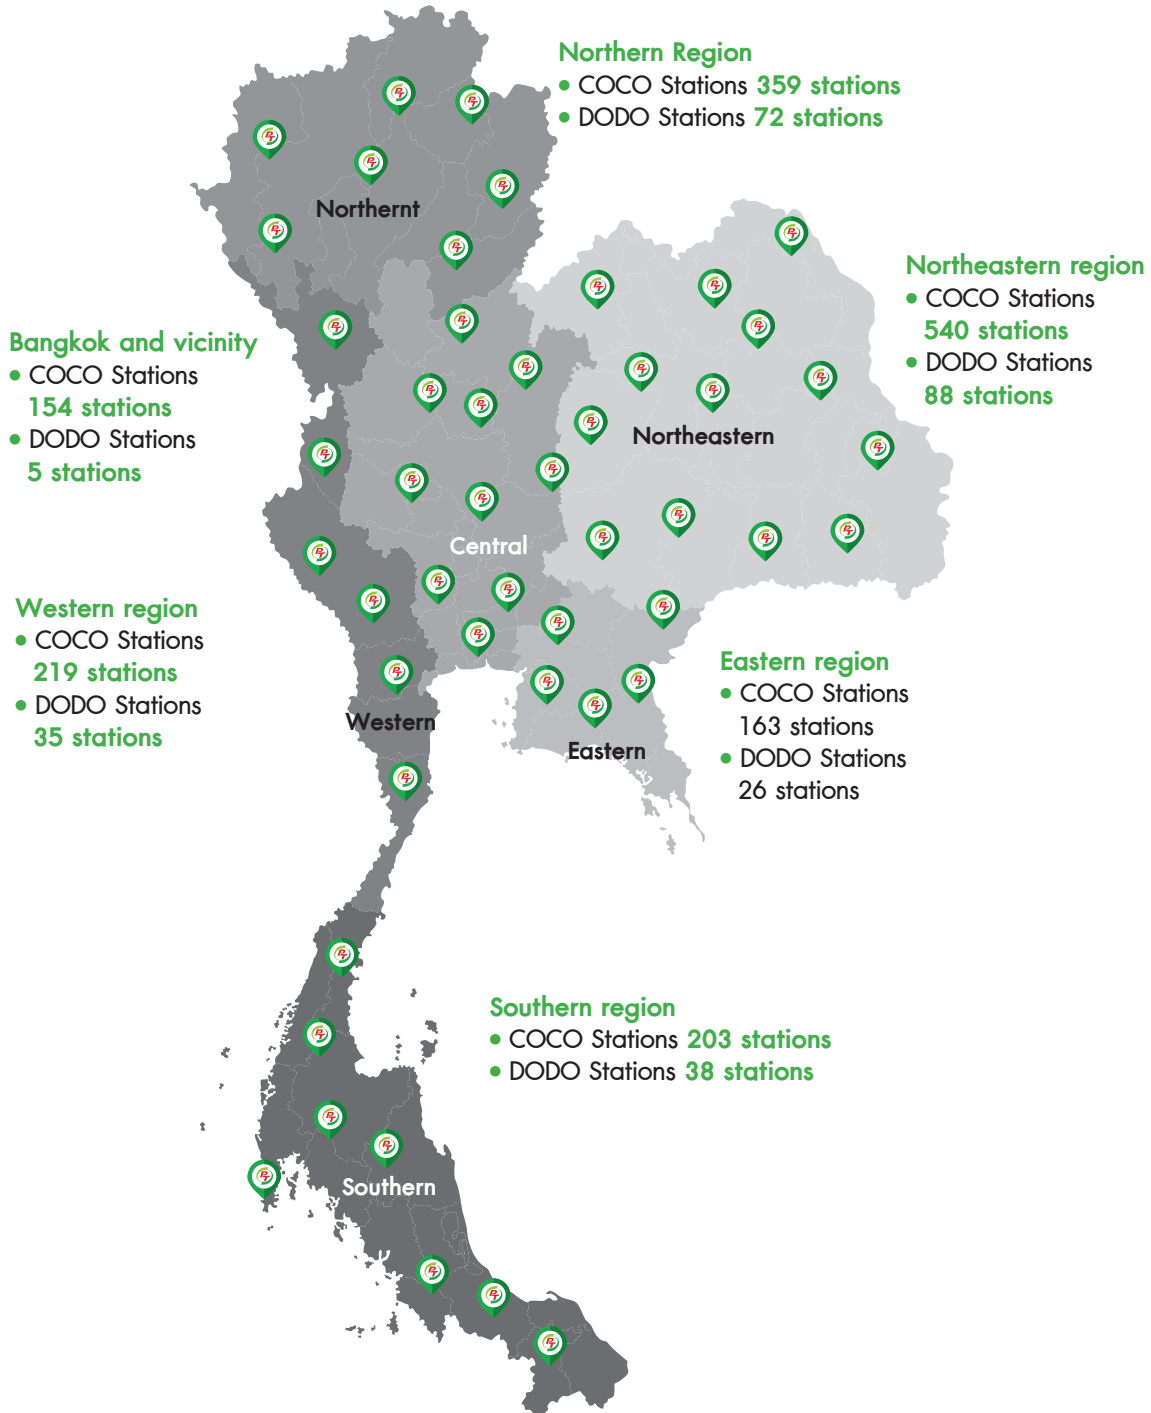 Northern Region
• COCO Stations 359 stations
• DODO Stations 72 stations
Northernt
Northeastern region
• COCO Stations
540 stations
• DODO Stations
88 stations
Bangkok and vicinity
• COCO Stations
154 stations
• DODO Stations
5 stations
Northeastern
Central
Western region
• COCO Stations
219 stations
• DODO Stations
35 stations
Western
Eastern region
• COCO Stations
163 stations
• DODO Stations
26 stations
Eastern
Southern region
• COCO Stations 203 stations
• DODO Stations 38 stations
Southern